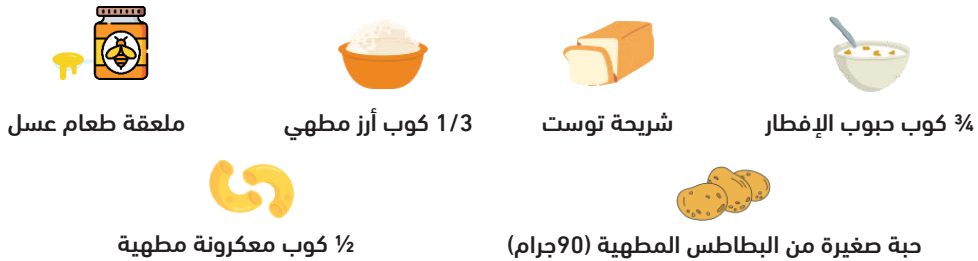 ¾ كوب حبوب الإفطار
شريحة توست
1/3 كوب أرز مطهي
ملعقة طعام عسل
حبة صغيرة من البطاطس المطهية (90جرام)
½ كوب معكرونة مطهية